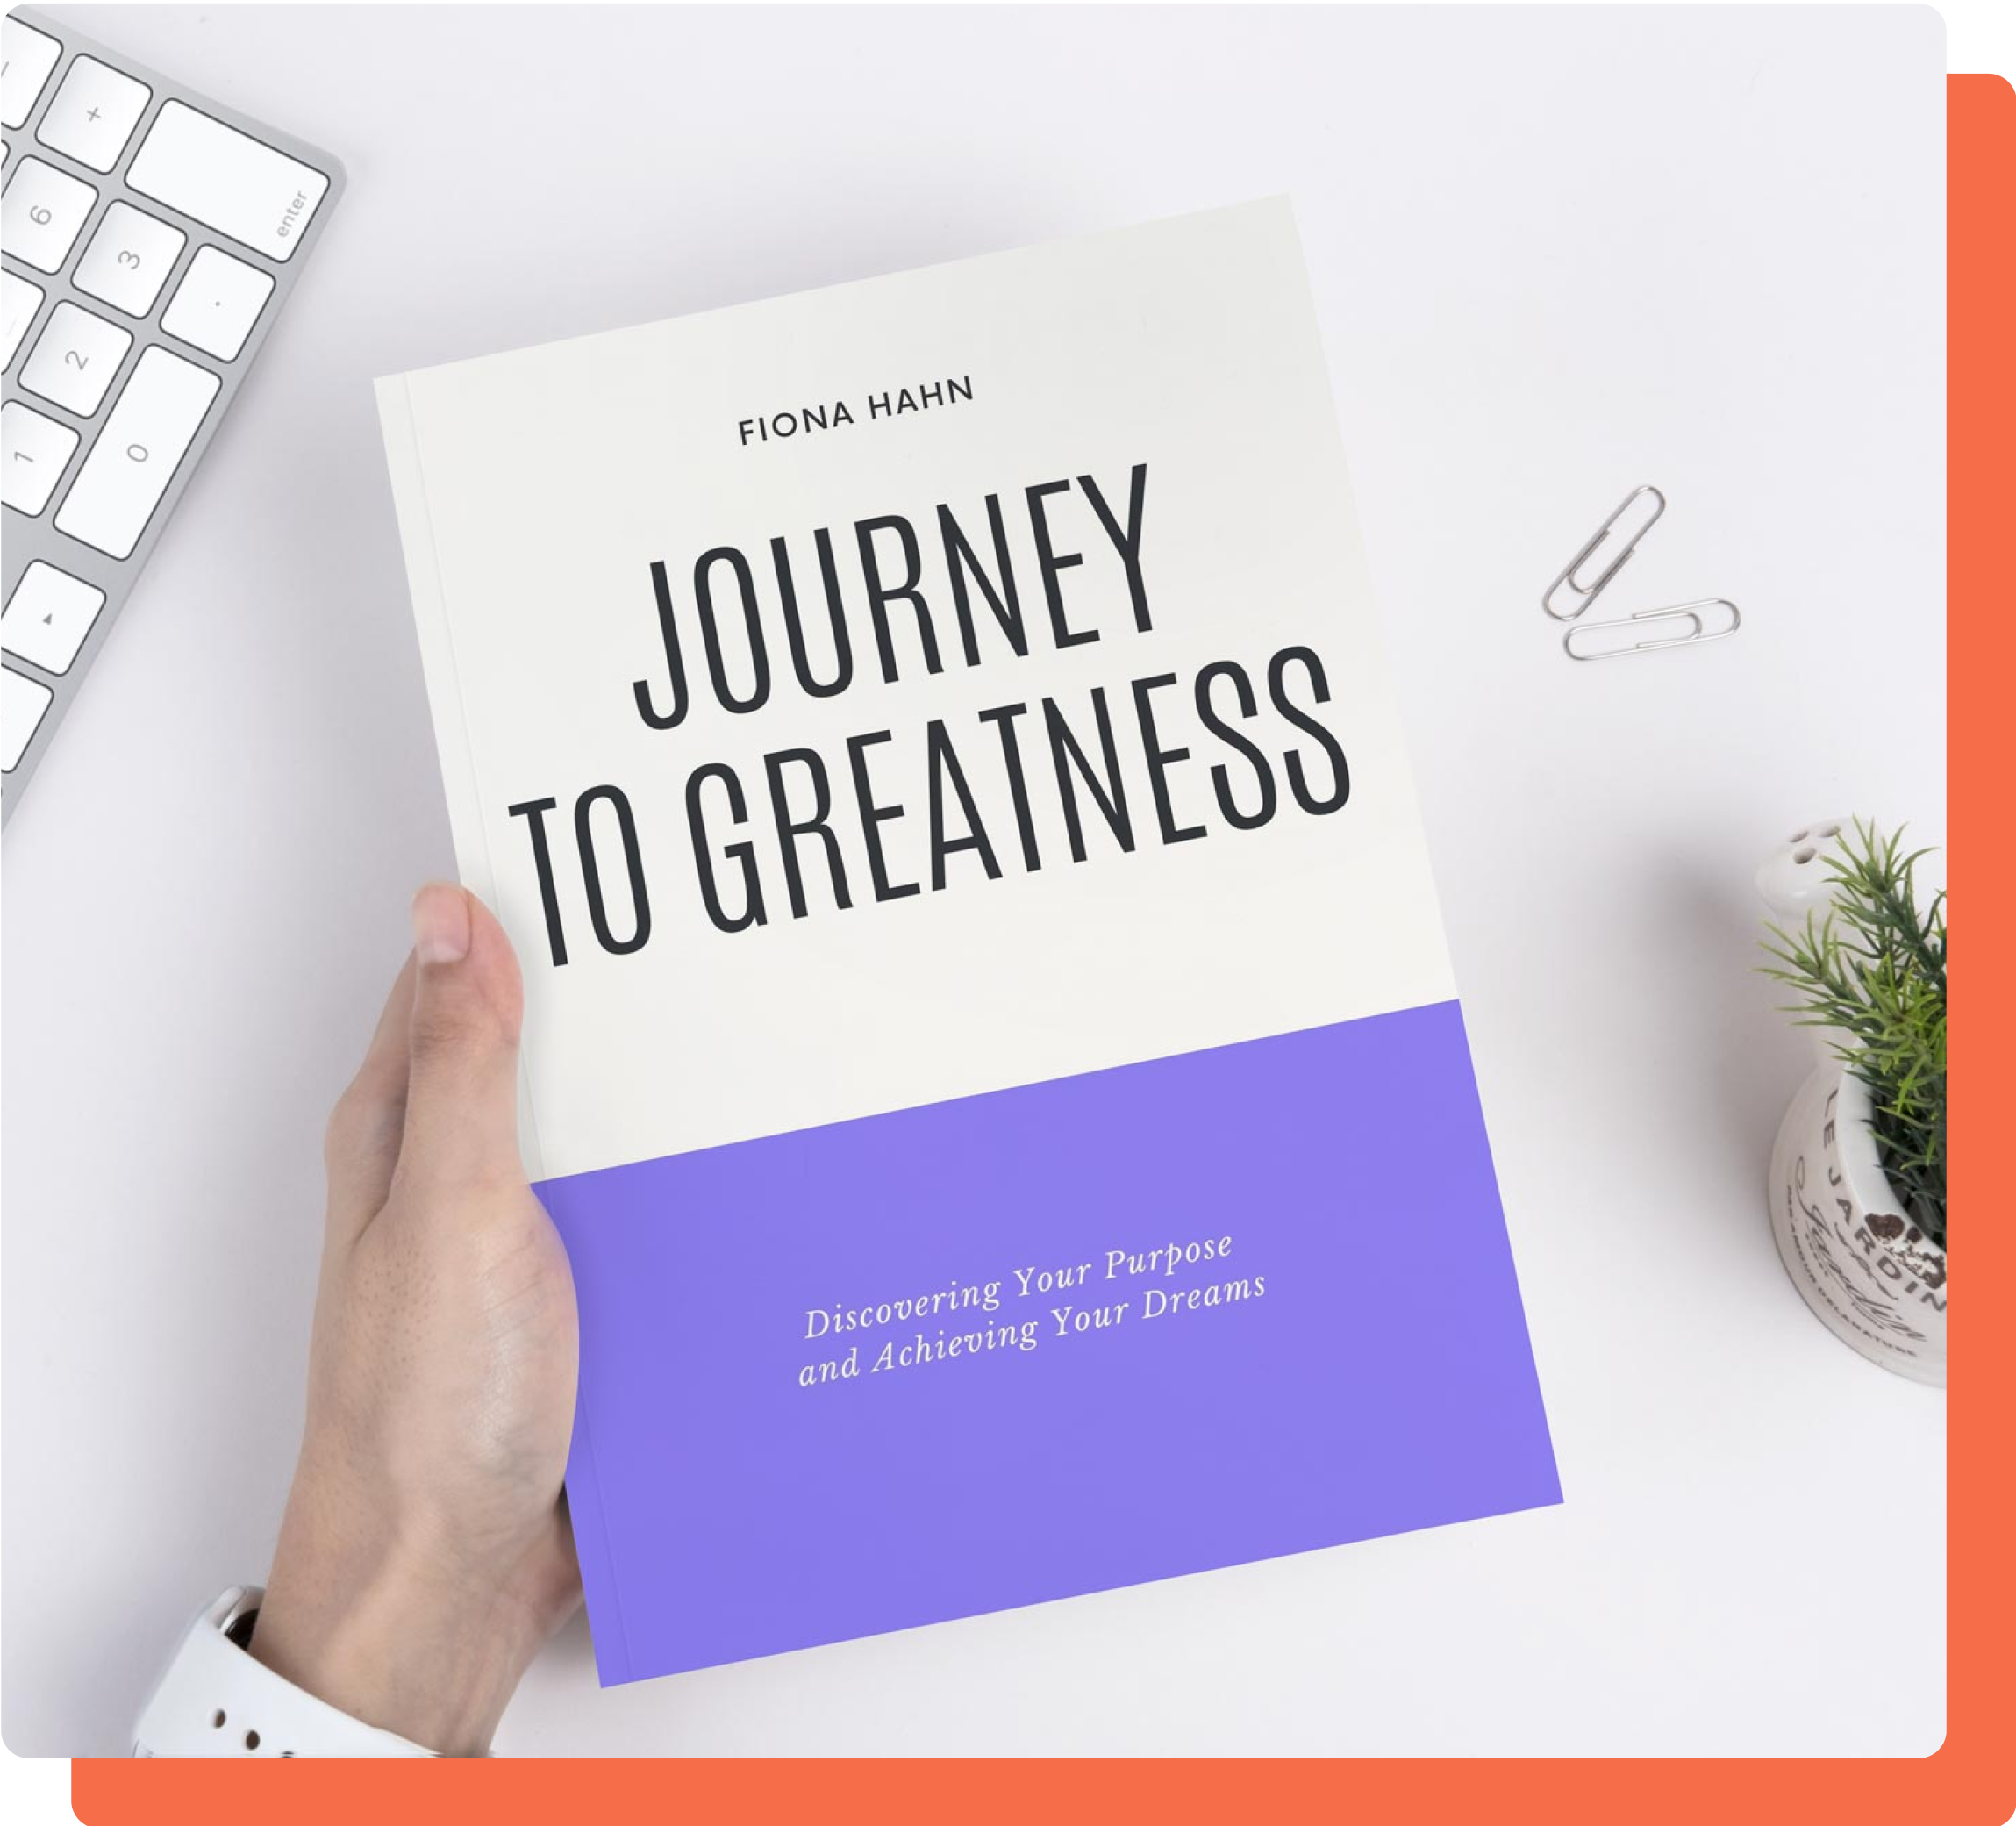 FIONA HAHN
JOURNEY
TO GREATNESS
Discovering Your Purpose
and Achieving Your Dreams
+
enter
6
3
.
2
1
0
LE JARDIN
Jardin